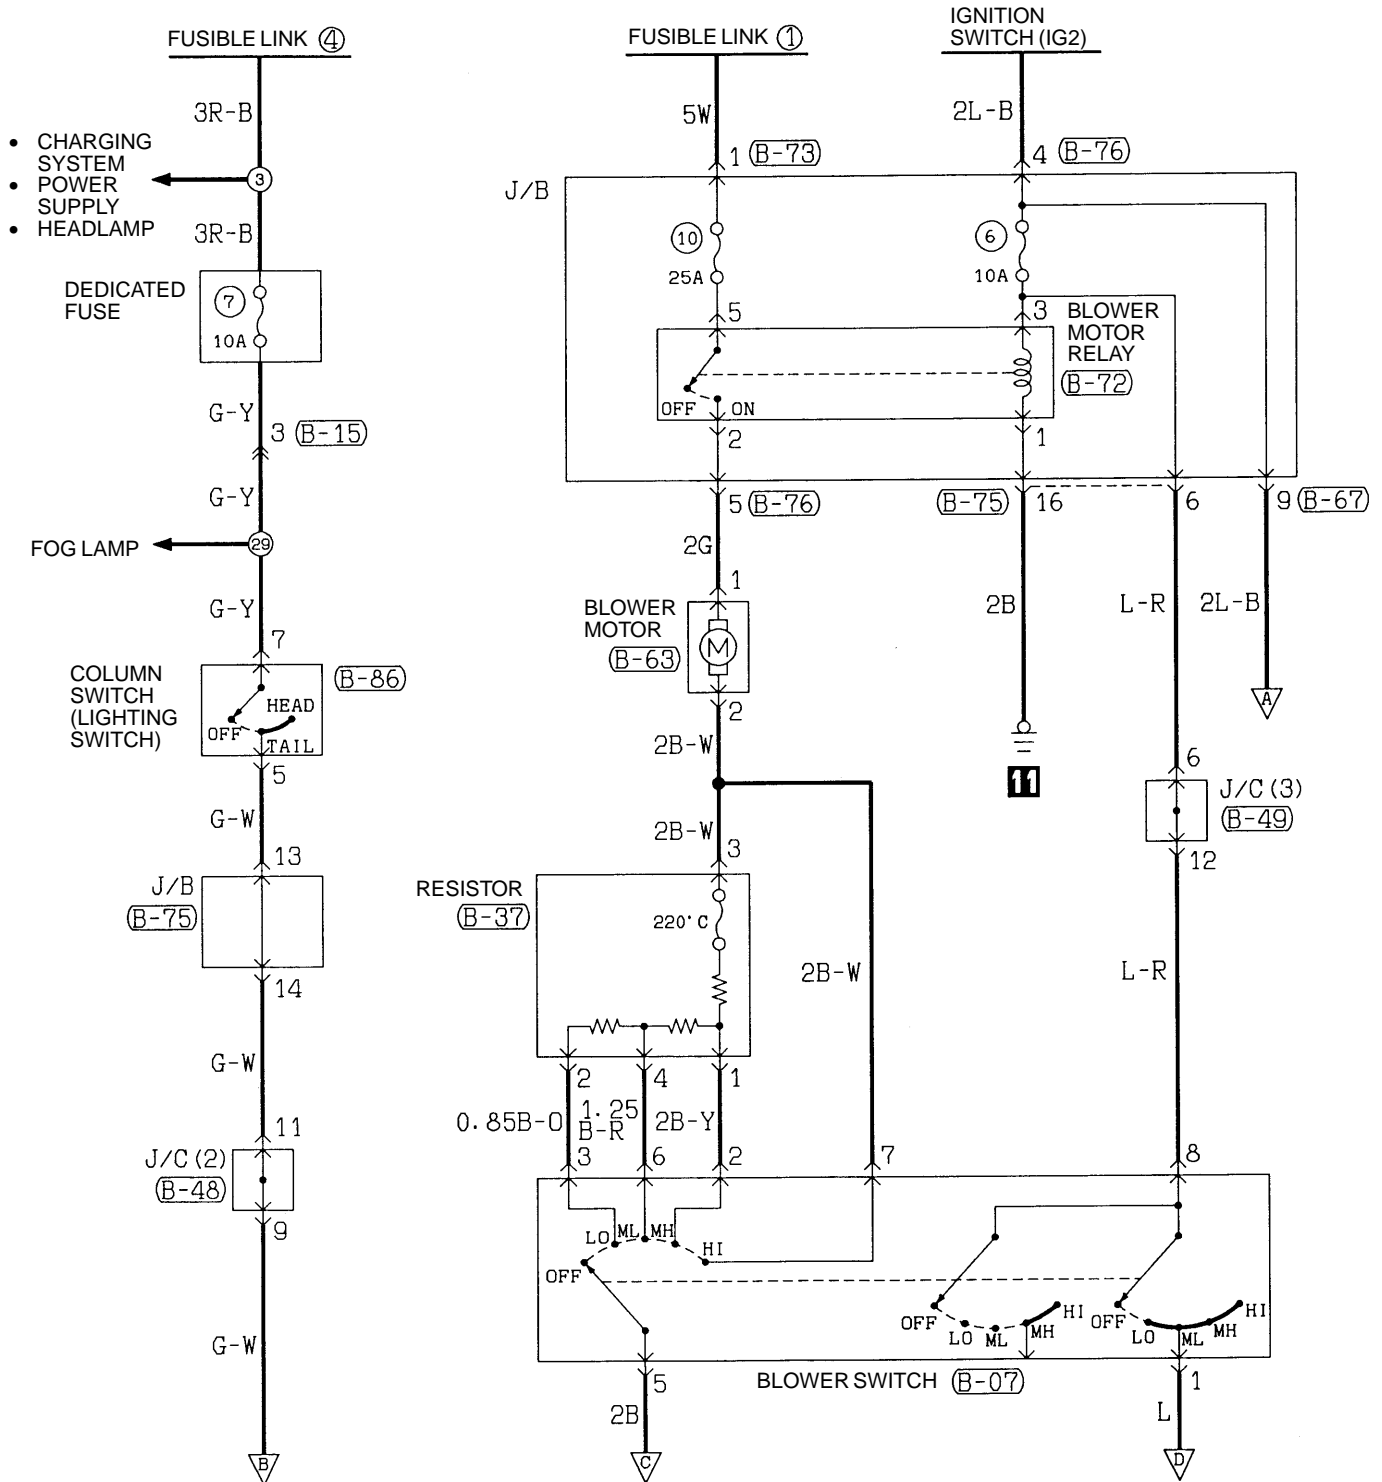 FUSIBLE LINK ④
3R-B
• CHARGING
SYSTEM
• POWER
SUPPLY
• HEADLAMP
3
3R-B
DEDICATED
FUSE
7
10A
G-Y
3 B-15
G-Y
FOG LAMP
29
G-Y
7
COLUMN
SWITCH
(LIGHTING
SWITCH)
B-86
HEAD
OFF
TAIL
5
G-W
13
J/B
B-75
14
G-W
11
J/C (2)
B-48
9
G-W
B
FUSIBLE LINK ①
5W
1 B-73
IGNITION
SWITCH (IG2)
2L-B
4 B-76
J/B
10
25A
5
6
10A
3
BLOWER
MOTOR
RELAY
B-72
OFF
ON
2
1
5 B-76
B-75 16
6
9 B-67
2G
1
BLOWER
MOTOR
B-63
M
2
2B-W
2B
11
L-R
2L-B
A
6
J/C (3)
B-49
12
L-R
2B-W
3
RESISTOR
B-37
220°C
2B-W
2
4
1
0.85B-O
1.25
B-R
2B-Y
3
6
2
7
8
LO
ML
MH
HI
OFF
OFF
LO
ML
MH
HI
OFF
LO
ML
MH
HI
BLOWER SWITCH B-07
5
2B
C
1
L
D